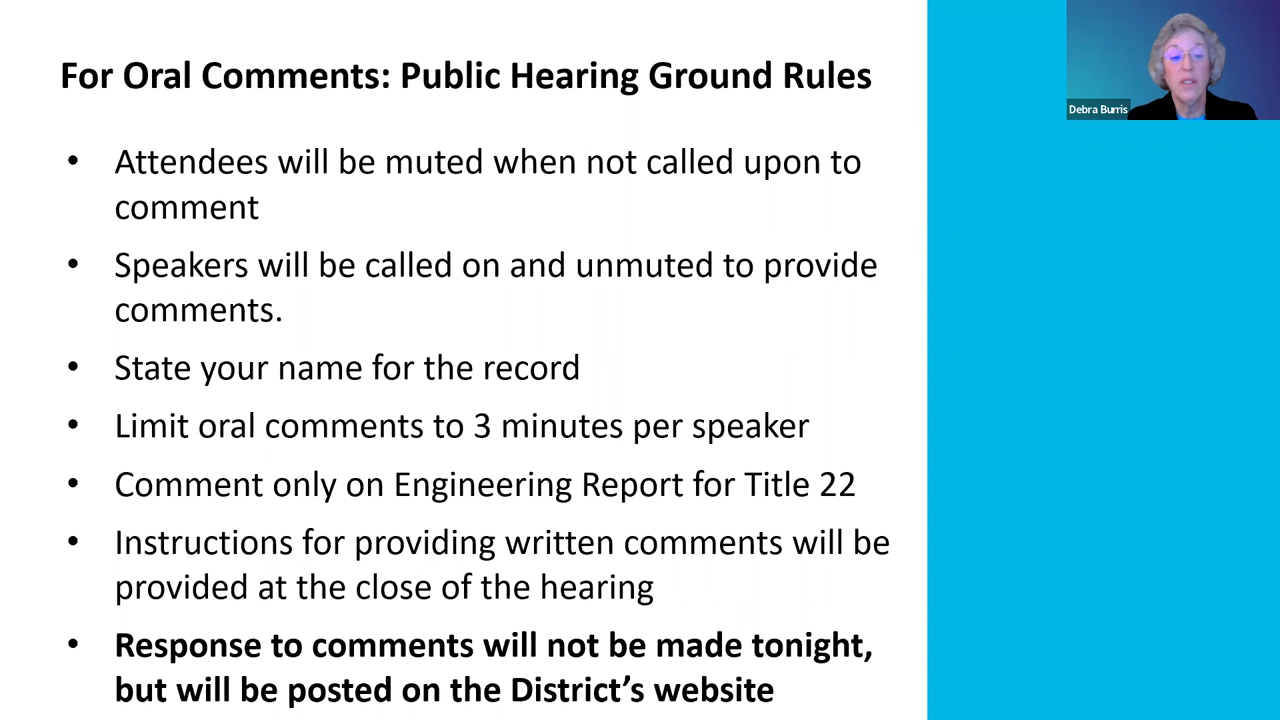 For Oral Comments: Public Hearing Ground Rules
Debra Burris
• Attendees will be muted when not called upon to
comment
• Speakers will be called on and unmuted to provide
comments.
• State your name for the record
• Limit oral comments to 3 minutes per speaker
• Comment only on Engineering Report for Title 22
• Instructions for providing written comments will be
provided at the close of the hearing
• Response to comments will not be made tonight,
but will be posted on the District’s website